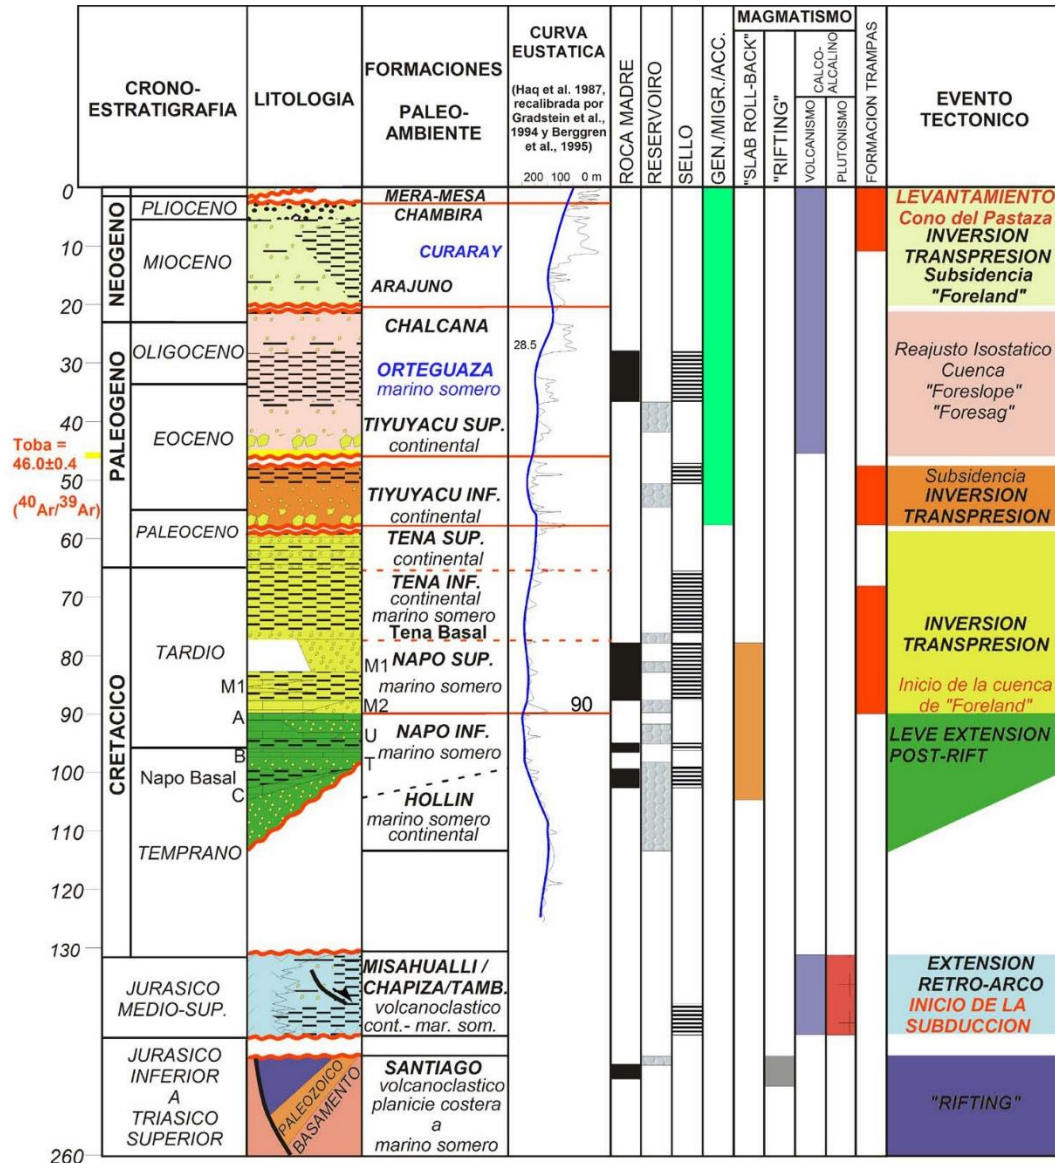 CRONO-
ESTRATIGRAFIA
LITOLOGIA
FORMACIONES
PALEO-
AMBIENTE
CURVA
EUSTATICA
(Haq et al. 1987,
recalibrada por
Gradstein et al.,
1994 y Berggren
et al., 1995)
ROCA MADRE
RESERVOIRO
SELLO
GEN./MIGR./ACC.
MAGMATISMO
"SLAB ROLL-BACK"
"RIFTING"
CALCO-
ALCALINO
VOLCANISMO
PLUTONISMO
FORMACION TRAMPAS
EVENTO
TECTONICO
200 100 0 m
0
10
20
30
40
50
60
70
80
90
100
110
120
130
260
Toba =
46.0±0.4
(40Ar/39Ar)
NEOGENO
PALEOGENO
CRETACICO
PLIOCENO
MIOCENO
OLIGOCENO
EOCENO
PALEOCENO
TARDIO
M1
A
B
Napo Basal
C
TEMPRANO
JURASICO
MEDIO-SUP.
JURASICO
INFERIOR
A
TRIASICO
SUPERIOR
PALEOZOICO
BASAMENTO
MERA-MESA
CHAMBIRA
CURARAY
ARAJUNO
CHALCANA
28.5
ORTEGUAZA
marino somero
TIYUYACU SUP.
continental
TIYUYACU INF.
continental
TENA SUP.
continental
TENA INF.
continental
marino somero
Tena Basal
M1 NAPO SUP.
marino somero
M2
90
U NAPO INF.
marino somero
T
HOLLIN
marino somero
continental
MISAHUALLI /
CHAPIZA/TAMB.
volcanoclastico
cont.- mar. som.
SANTIAGO
volcanoclastico
planicie costera
a
marino somero
LEVANTAMIENTO
Cono del Pastaza
INVERSION
TRANSPRESION
Subsidencia
"Foreland"
Reajusto Isostatico
Cuenca
"Foreslope"
"Foresag"
Subsidencia
INVERSION
TRANSPRESION
INVERSION
TRANSPRESION
Inicio de la cuenca
de "Foreland"
LEVE EXTENSION
POST-RIFT
EXTENSION
RETRO-ARCO
INICIO DE LA
SUBDUCCION
"RIFTING"